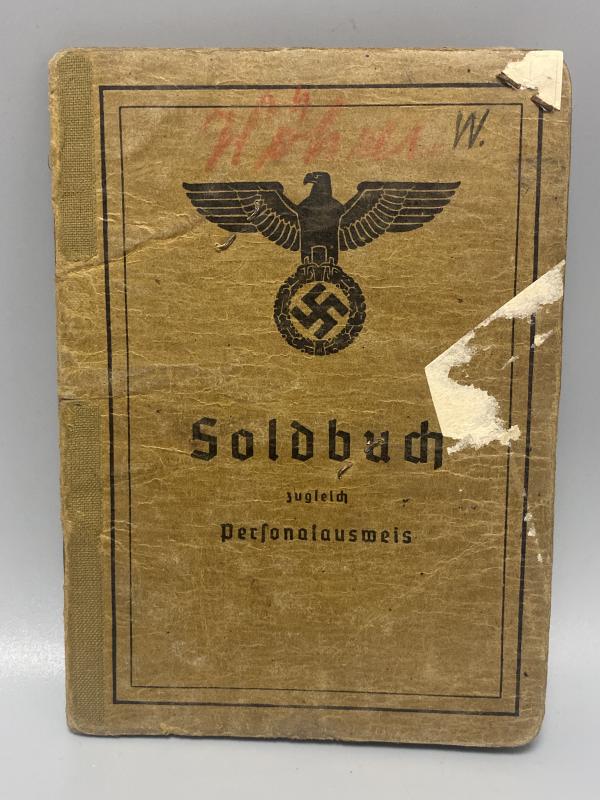 W.
Soldbuch
zugleich
Personalausweis